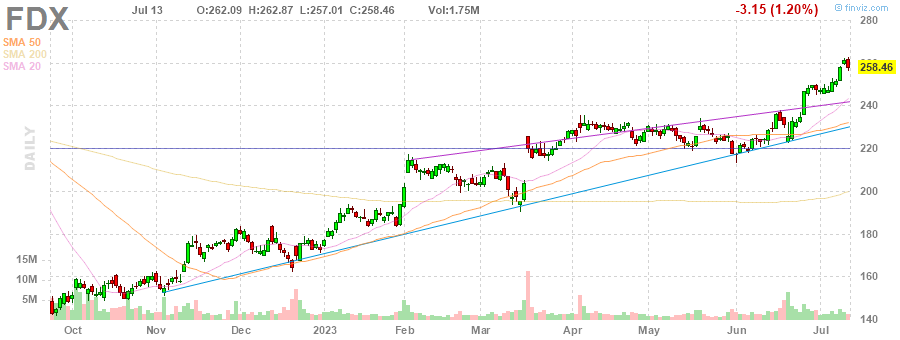 FDX
Jul 13 O:262.09 H:262.87 L:257.01 C:258.46 Vol:1.75M
-3.15 (1.20%)
© finviz.com
SMA 50
SMA 200
SMA 20
DAILY
280
258.46
240
220
200
180
160
140
15M
10M
5M
Oct Nov Dec 2023 Feb Mar Apr May Jun Jul